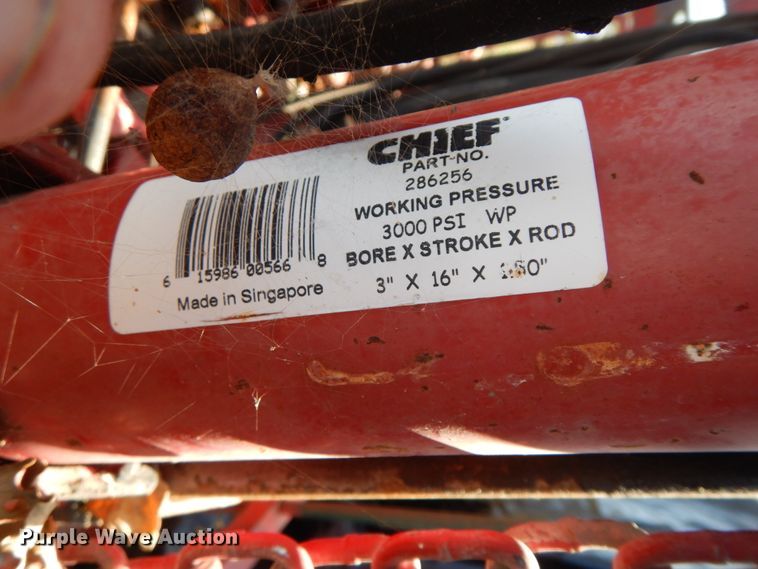 CHIEF
PART NO.
286256
WORKING PRESSURE
3000 PSI WP
BORE X STROKE X ROD
3" X 16" X
6 15986 00566 8
Made in Singapore
Purple Wave Auction